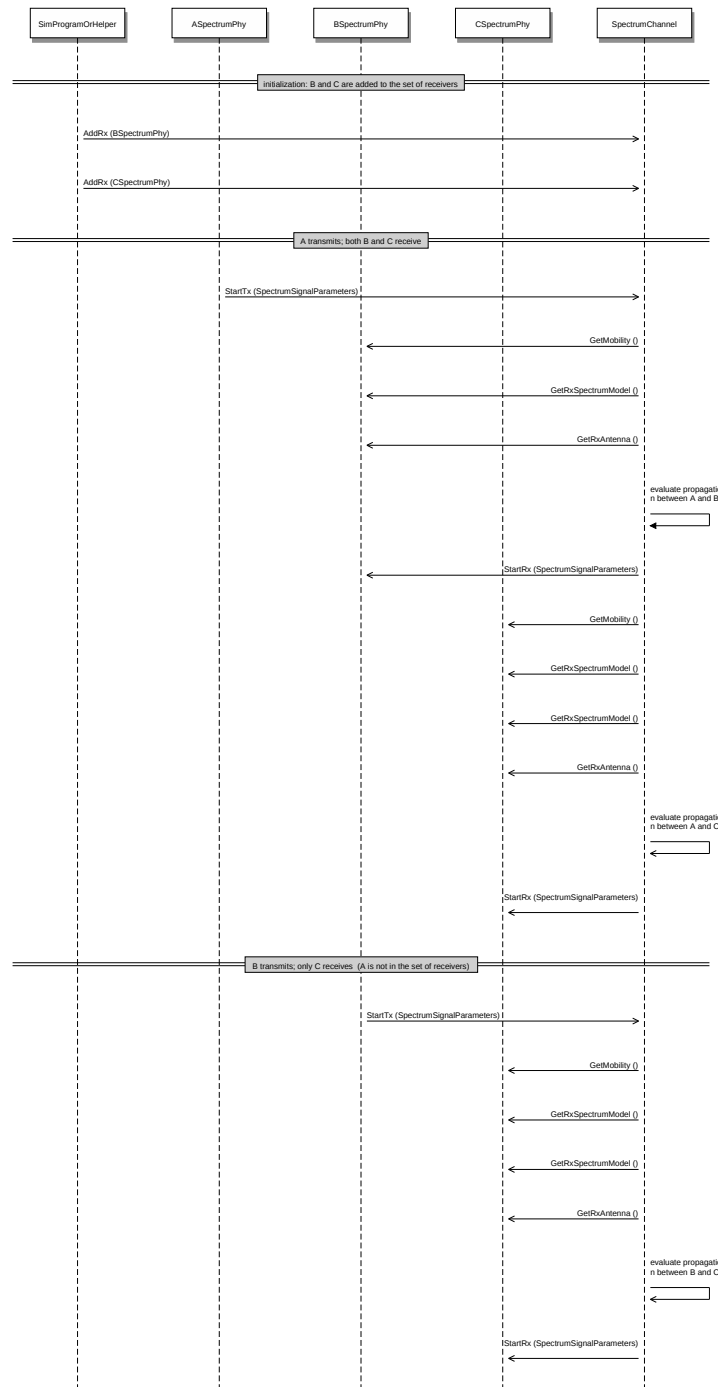 SimProgramOrHelper ASpectrumPhy BSpectrumPhy CSpectrumPhy SpectrumChannel
initialization: B and C are added to the set of receivers
AddRx (BSpectrumPhy)
AddRx (CSpectrumPhy)
A transmits; both B and C receive
StartTx (SpectrumSignalParameters)
GetMobility ()
GetRxSpectrumModel ()
GetRxAntenna ()
evaluate propagati
n between A and B
StartRx (SpectrumSignalParameters)
GetMobility ()
GetRxSpectrumModel ()
GetRxSpectrumModel ()
GetRxAntenna ()
evaluate propagati
n between A and C
StartRx (SpectrumSignalParameters)
B transmits; only C receives (A is not in the set of receivers)
StartTx (SpectrumSignalParameters)
GetMobility ()
GetRxSpectrumModel ()
GetRxSpectrumModel ()
GetRxAntenna ()
evaluate propagati
n between B and C
StartRx (SpectrumSignalParameters)